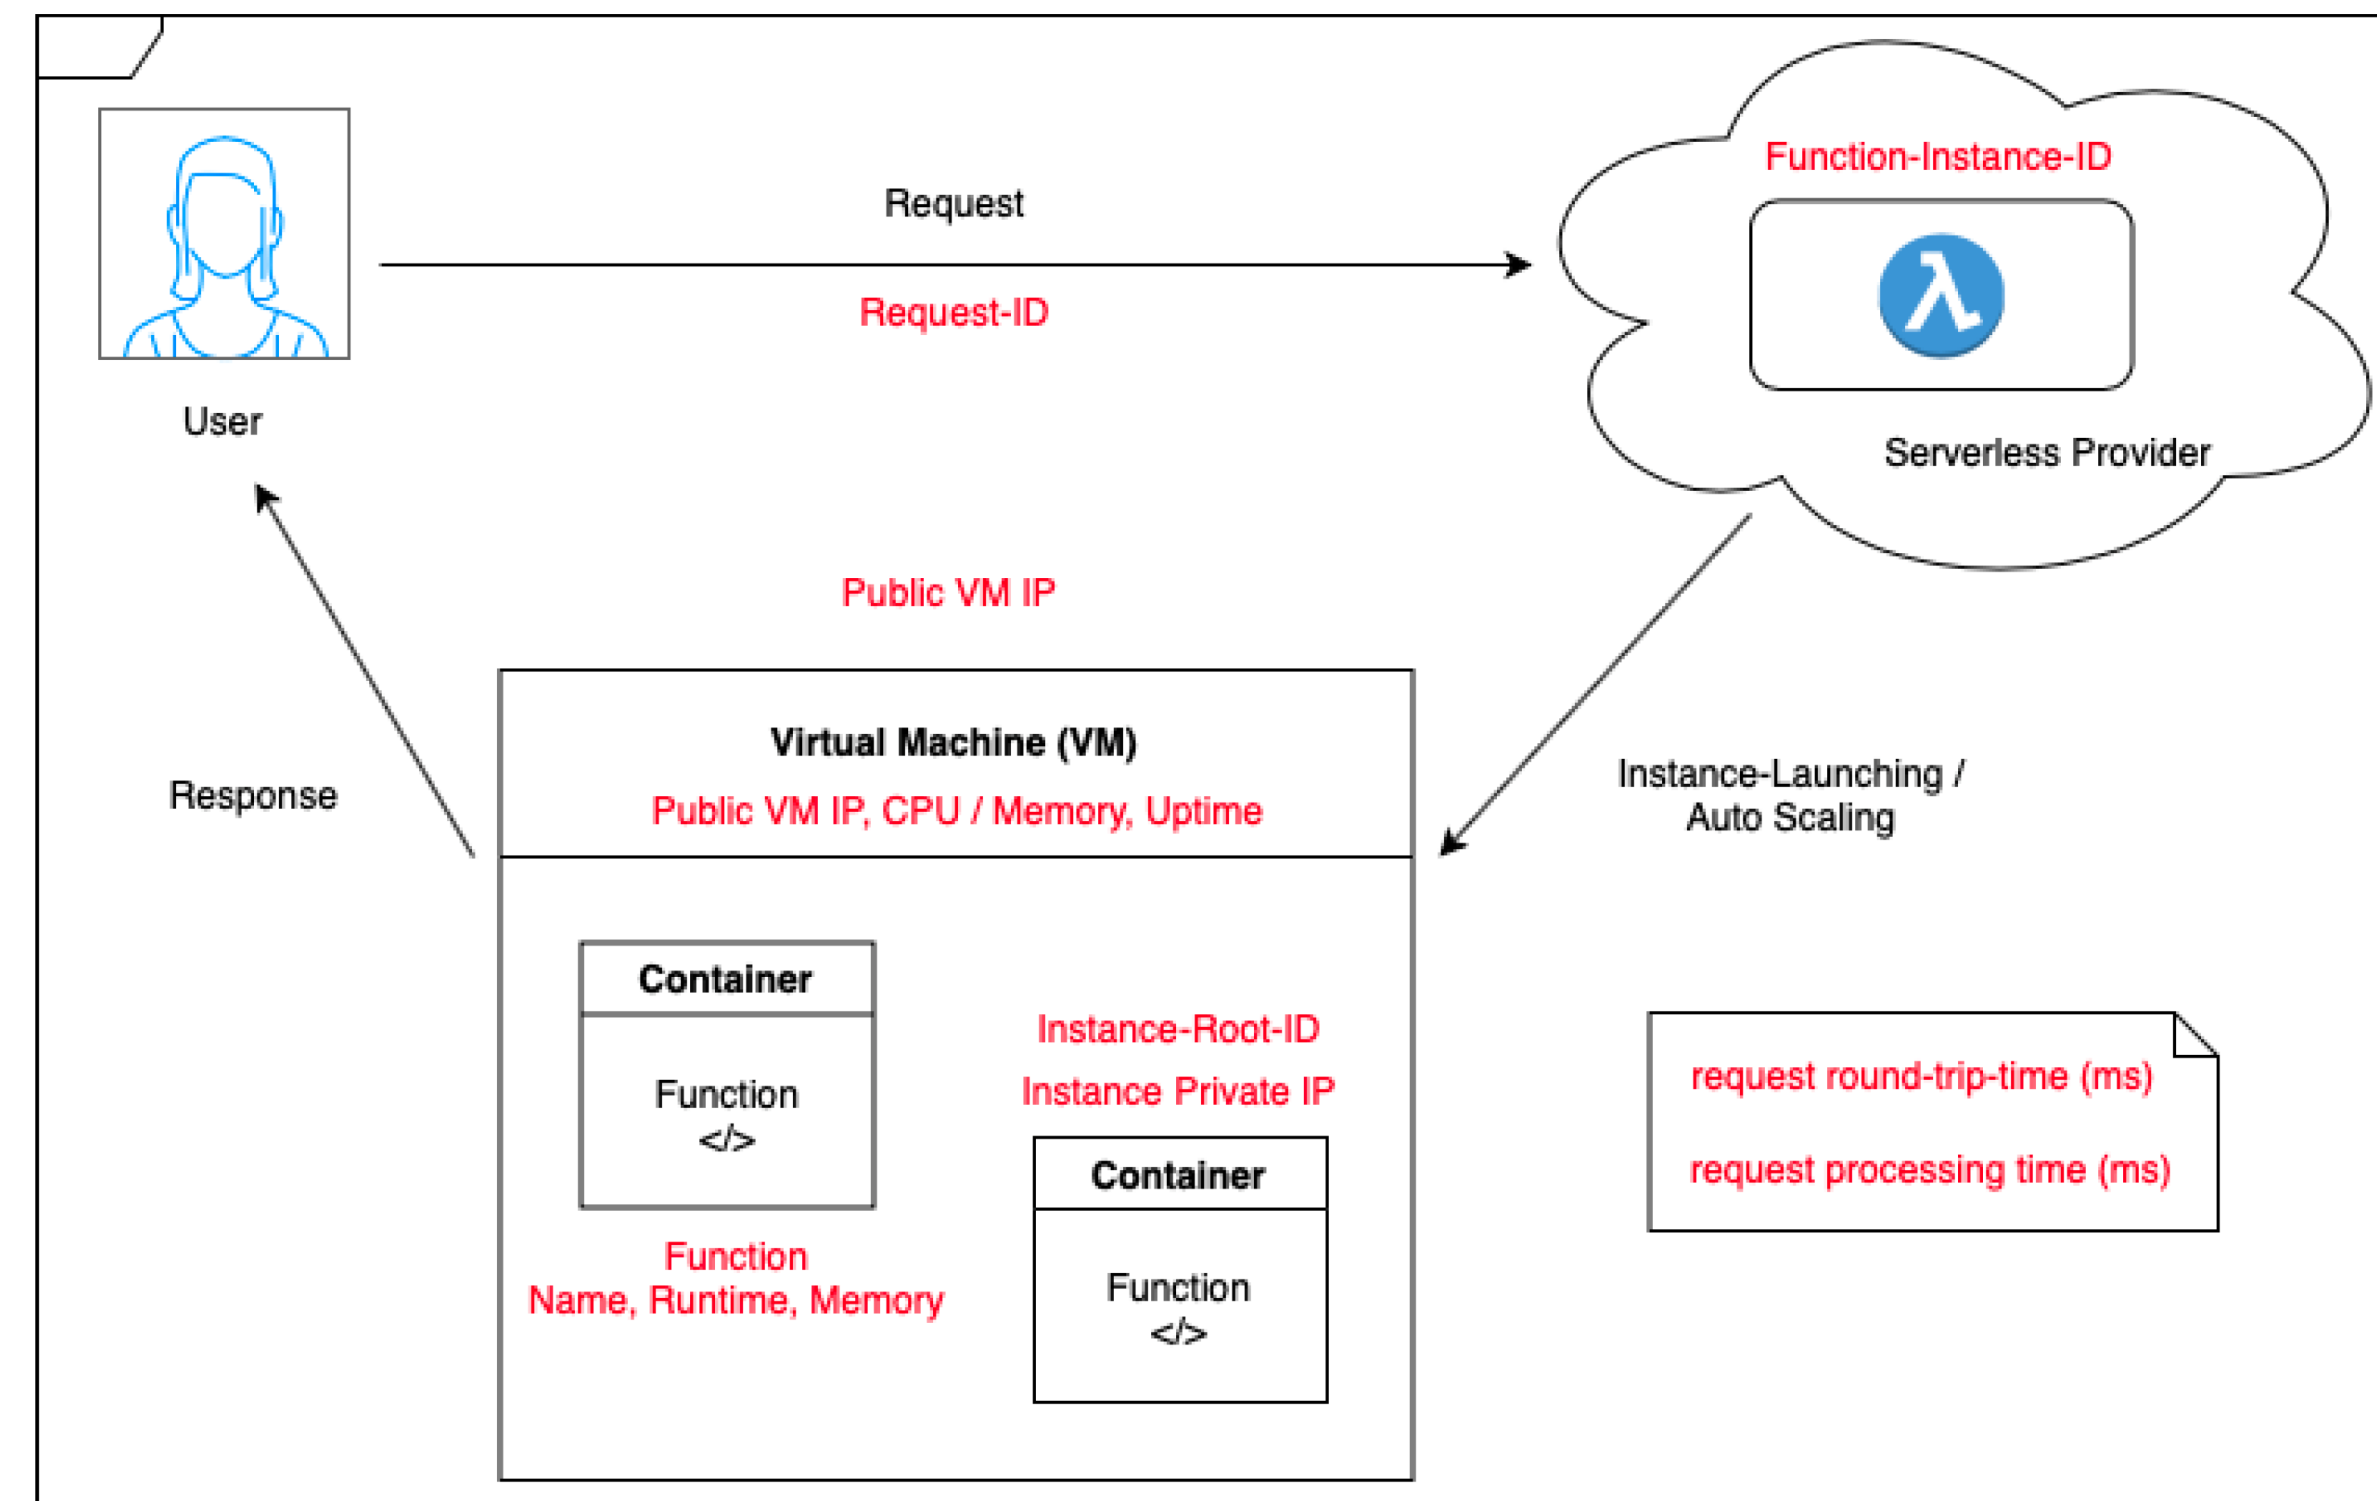 Request
Request-ID
User
Function-Instance-ID
λ
Serverless Provider
Public VM IP
Virtual Machine (VM)
Public VM IP, CPU / Memory, Uptime
Response
Instance-Launching /
Auto Scaling
Container
Function
</>
Function
Name, Runtime, Memory
Instance-Root-ID
Instance Private IP
Container
Function
</>
request round-trip-time (ms)
request processing time (ms)